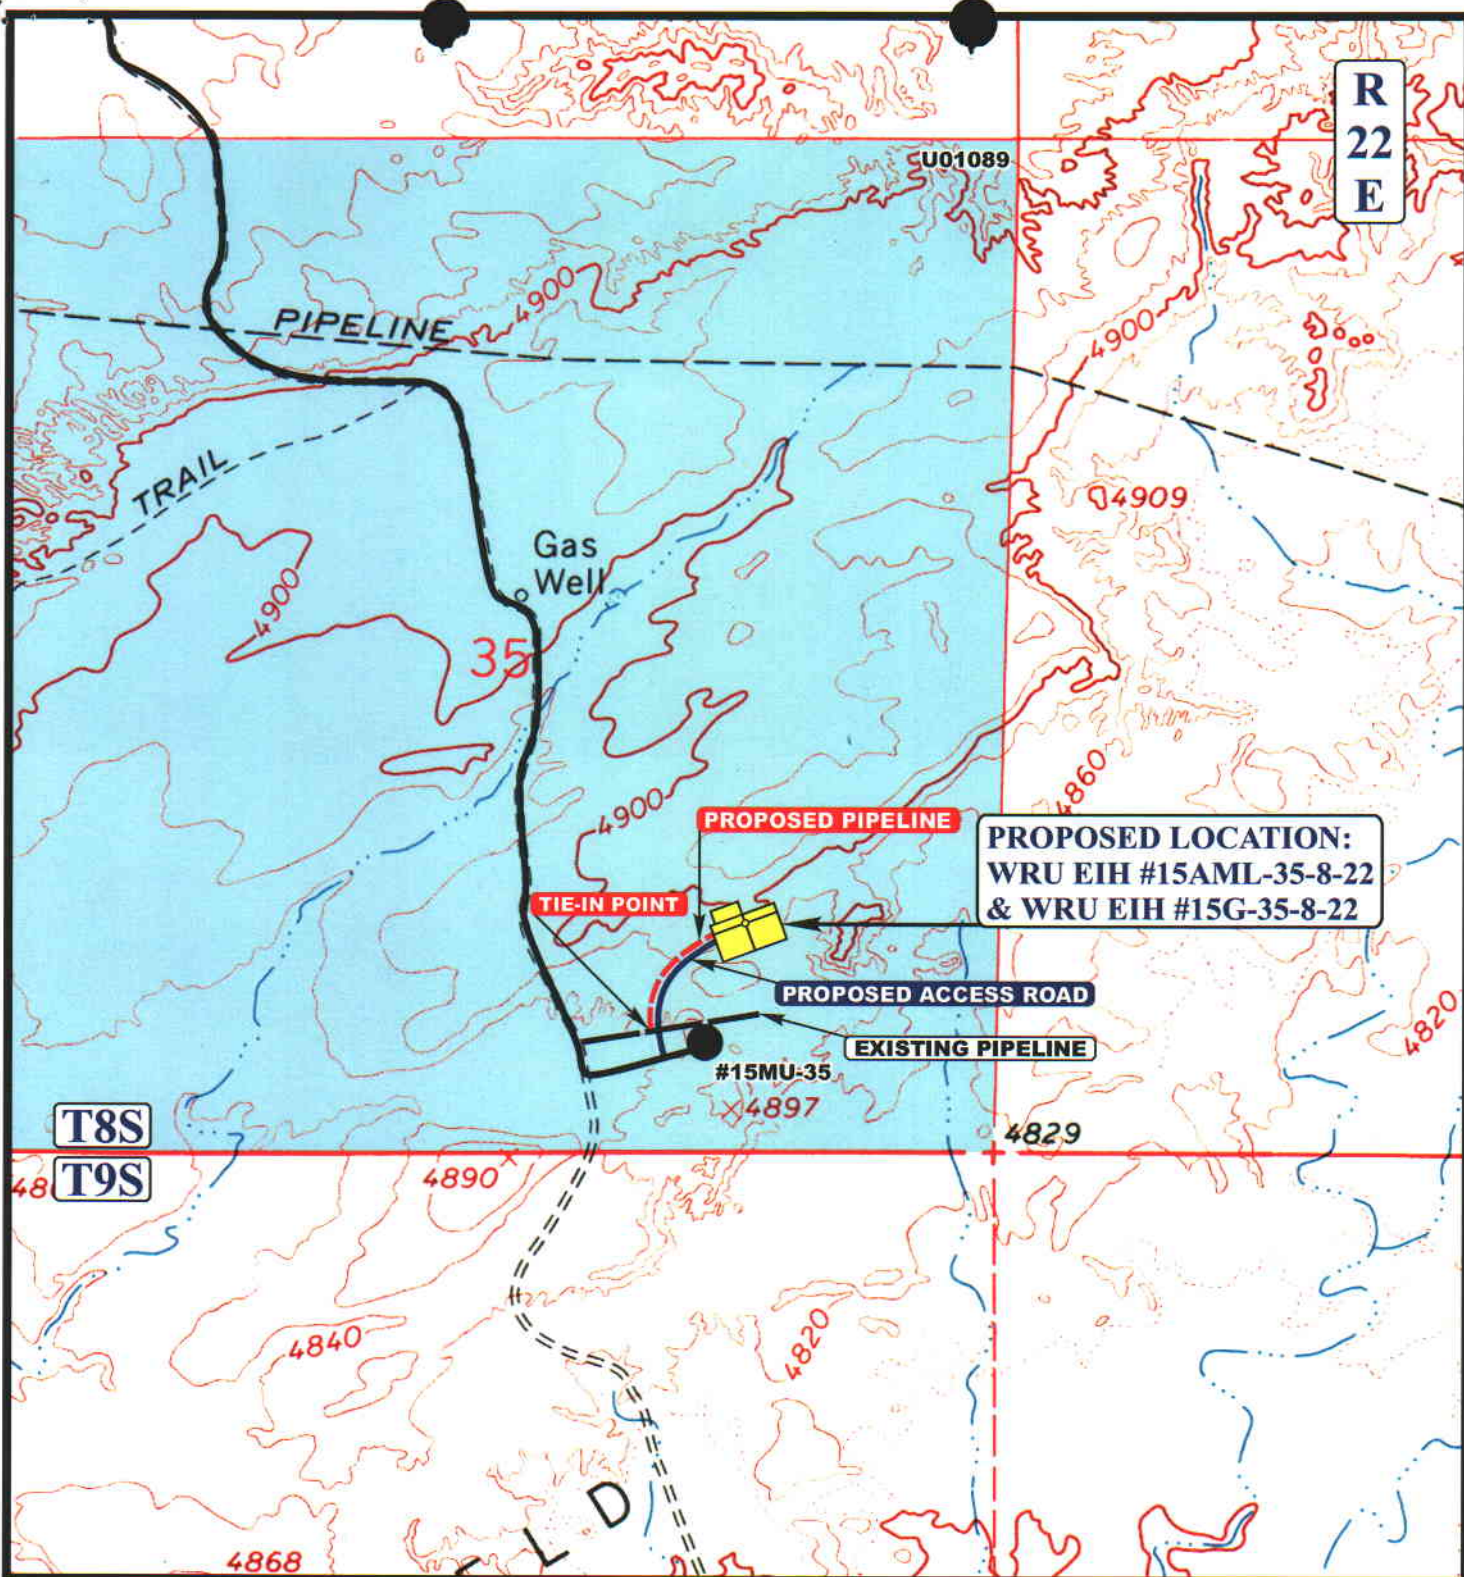 R
22
E
U01089
4900
PIPELINE
4900
TRAIL
4909
Gas
Well
4900
35
4860
4900
PROPOSED PIPELINE
PROPOSED LOCATION:
WRU EIH #15AML-35-8-22
& WRU EIH #15G-35-8-22
TIE-IN POINT
PROPOSED ACCESS ROAD
4820
EXISTING PIPELINE
#15MU-35
4897
T8S
4829
T9S
4890
4820
4840
L D
4868